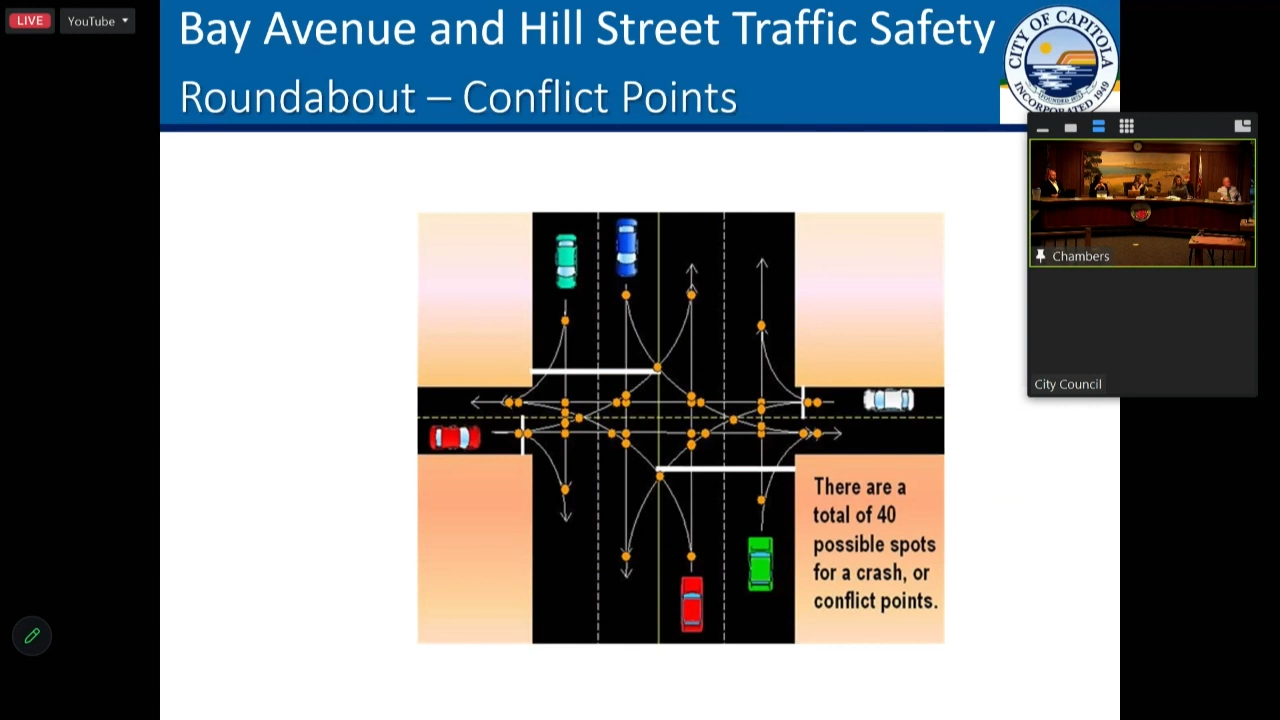 LIVE
YouTube
Bay Avenue and Hill Street Traffic Safety
Roundabout – Conflict Points
CITY OF CAPITOLA
INCORPORATED 1949
Chambers
City Council
There are a
total of 40
possible spots
for a crash, or
conflict points.